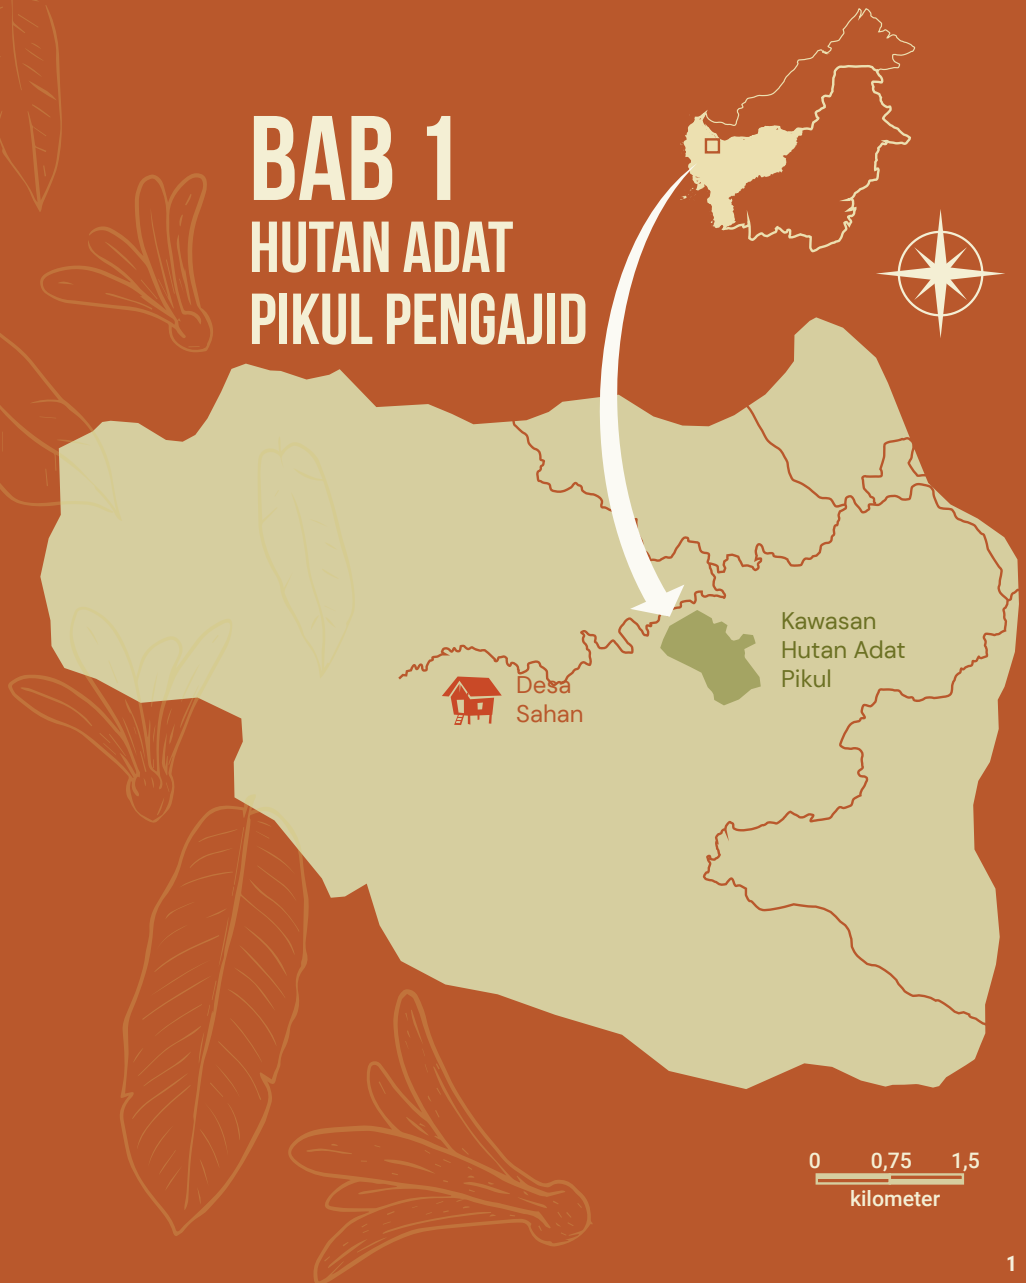 BAB 1
HUTAN ADAT
PIKUL PENGAJID
Kawasan
Hutan Adat
Pikul
Desa
Sahan
0 0,75 1,5
kilometer
1